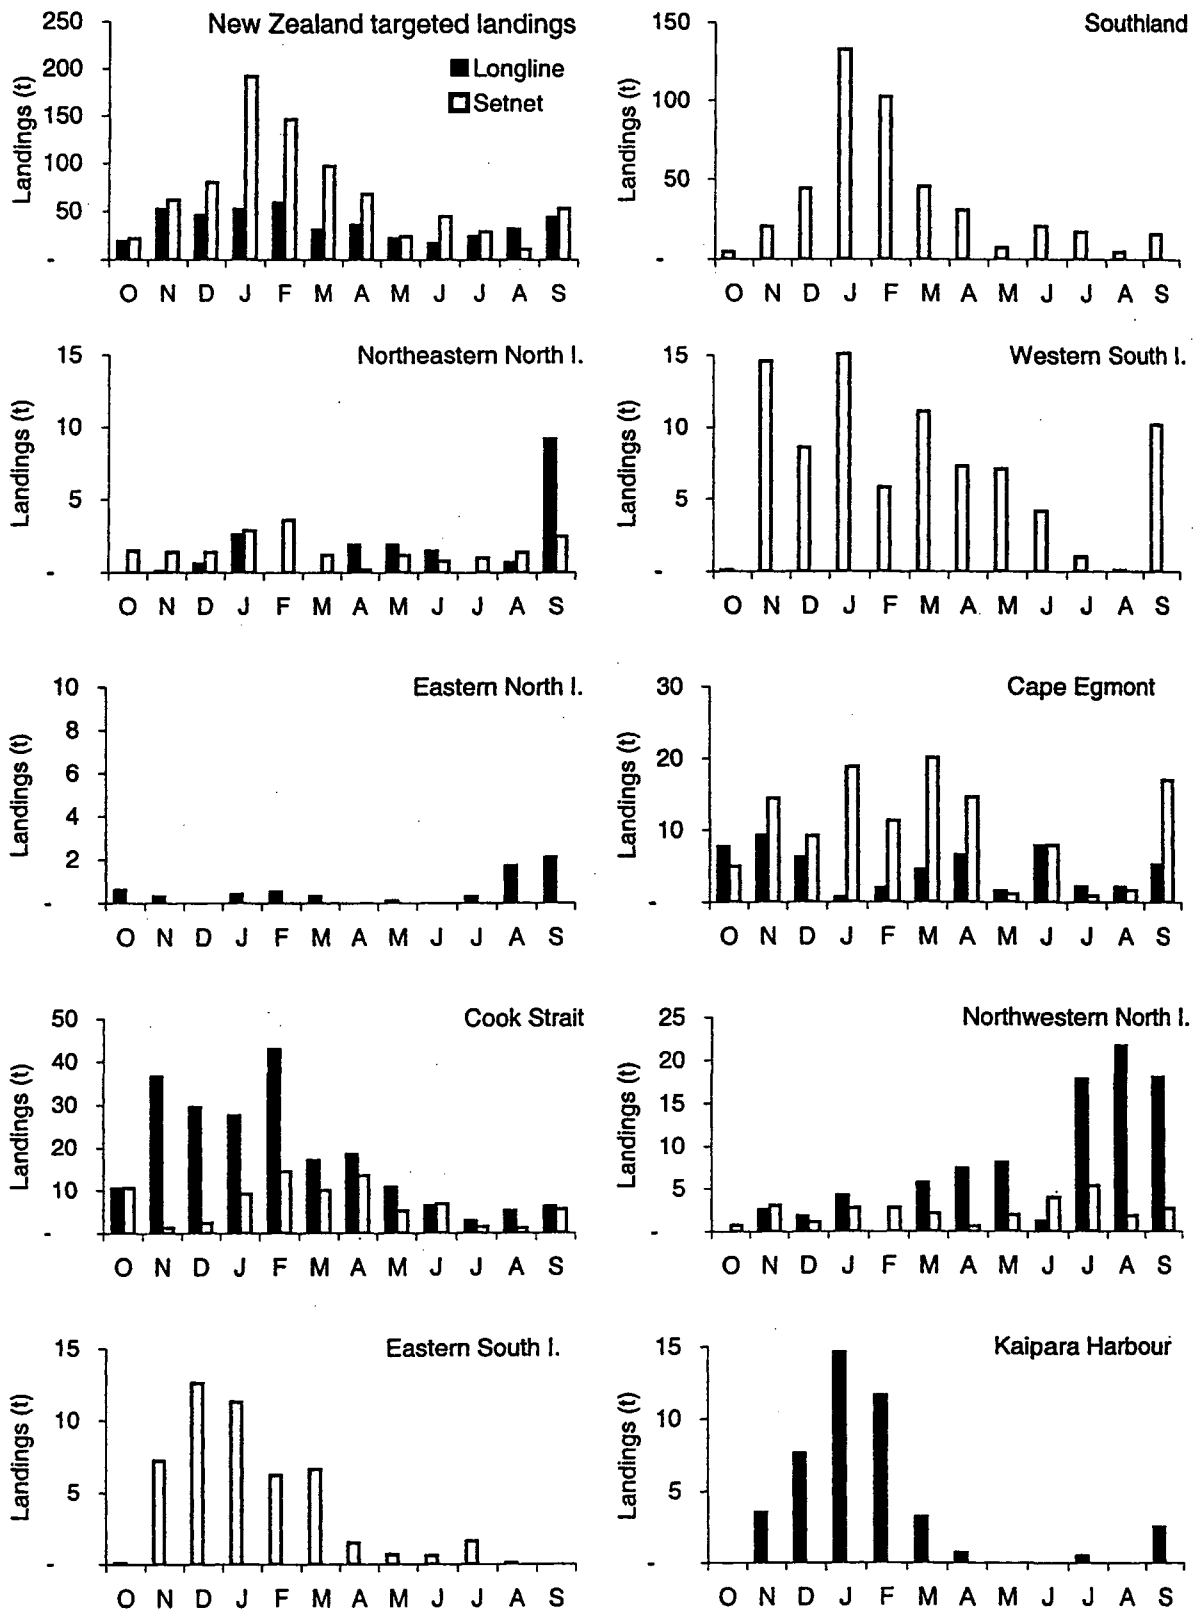 New Zealand targeted landings
Longline
Setnet
Landings (t)
250
200
150
100
50
-
O N D J F M A M J J A S
Southland
Landings (t)
150
100
50
-
O N D J F M A M J J A S
Northeastern North I.
Landings (t)
15
10
5
-
O N D J F M A M J J A S
Western South I.
Landings (t)
15
10
5
-
O N D J F M A M J J A S
Eastern North I.
Landings (t)
10
8
6
4
2
-
O N D J F M A M J J A S
Cape Egmont
Landings (t)
30
20
10
-
O N D J F M A M J J A S
Cook Strait
Landings (t)
50
40
30
20
10
-
O N D J F M A M J J A S
Northwestern North I.
Landings (t)
25
20
15
10
5
-
O N D J F M A M J J A S
Eastern South I.
Landings (t)
15
10
5
-
O N D J F M A M J J A S
Kaipara Harbour
Landings (t)
15
10
5
-
O N D J F M A M J J A S